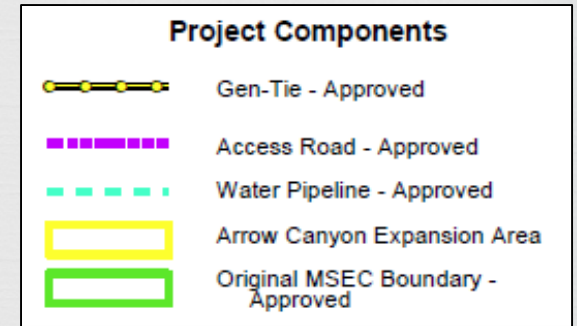 Project Components
Gen-Tie - Approved
Access Road - Approved
Water Pipeline - Approved
Arrow Canyon Expansion Area
Original MSEC Boundary -
Approved